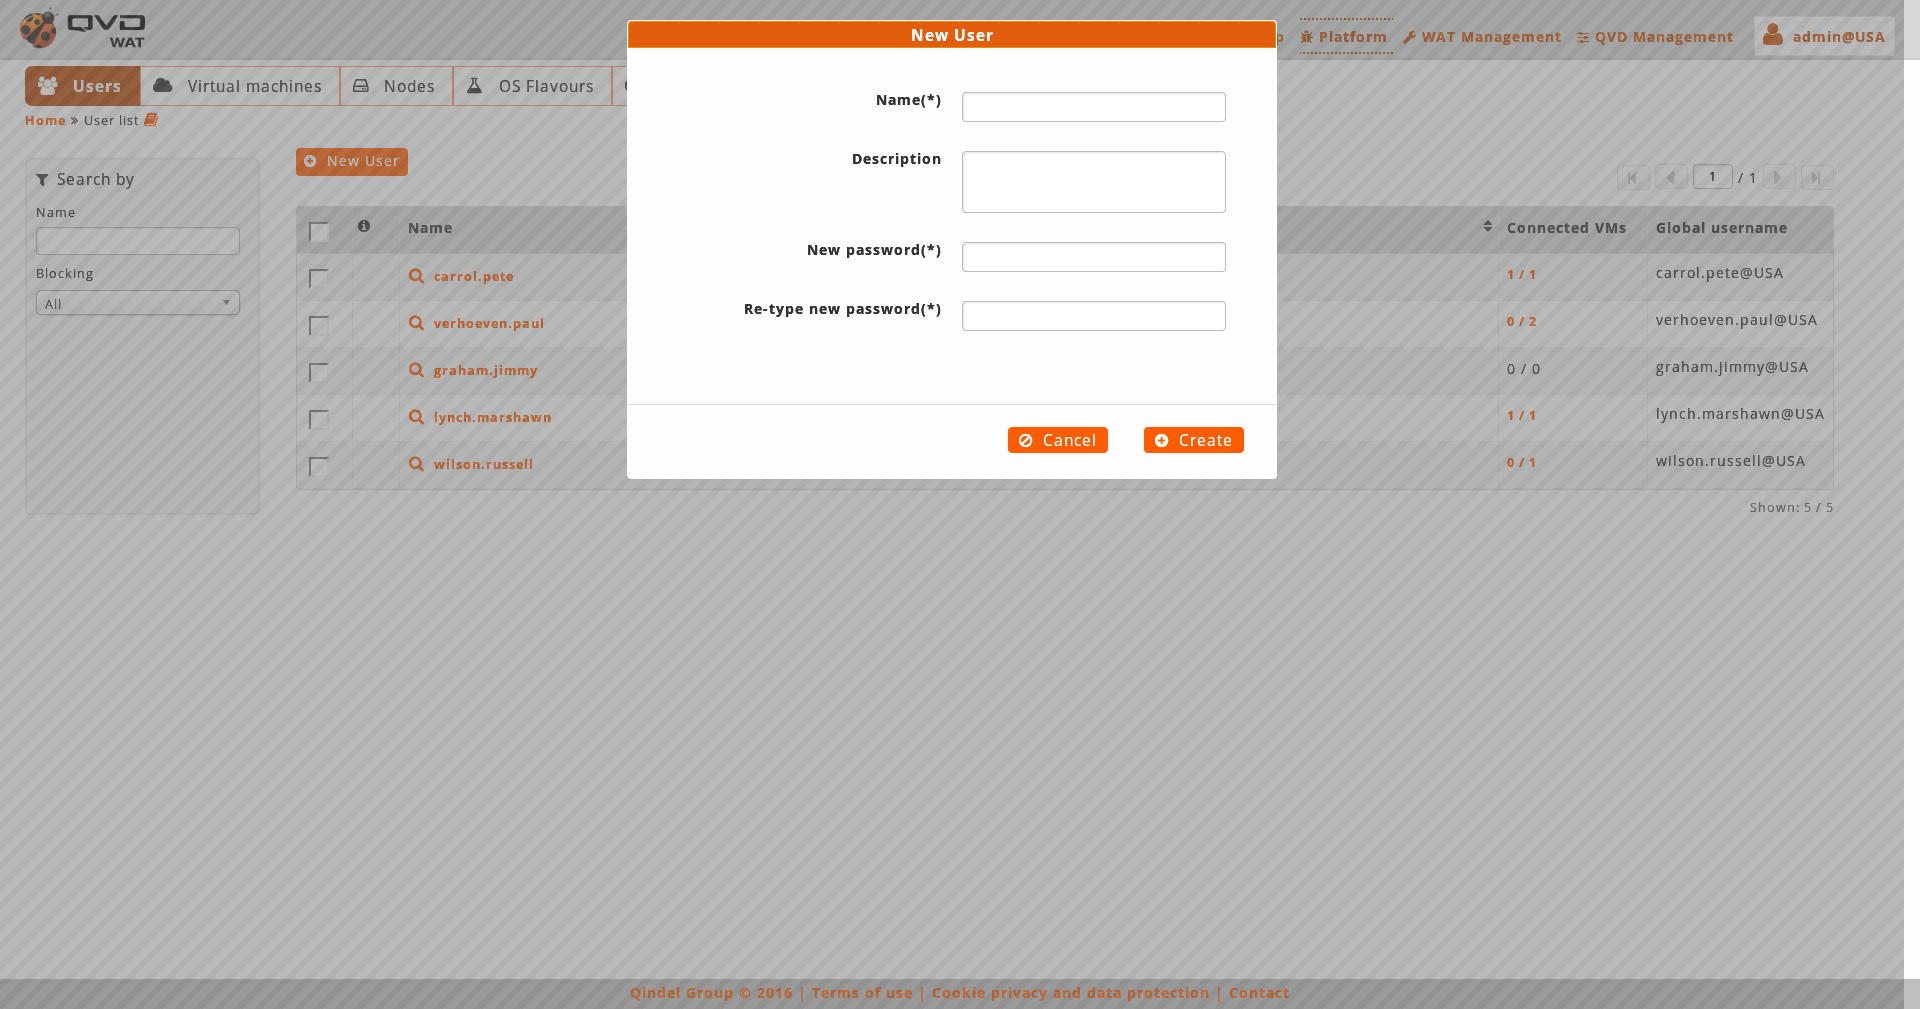 QVD
WAT
Platform
WAT Management
QVD Management
admin@USA
Users
Virtual machines
Nodes
OS Flavours
Home » User list
New User
Search by
Name
Blocking
All
1 / 1
Name
Connected VMs
Global username
carrol.pete
1 / 1
carrol.pete@USA
verhoeven.paul
0 / 2
verhoeven.paul@USA
graham.jimmy
0 / 0
graham.jimmy@USA
lynch.marshawn
1 / 1
lynch.marshawn@USA
wilson.russell
0 / 1
wilson.russell@USA
Shown: 5 / 5
New User
Name(*)
Description
New password(*)
Re-type new password(*)
Cancel
Create
Qindel Group © 2016 | Terms of use | Cookie privacy and data protection | Contact